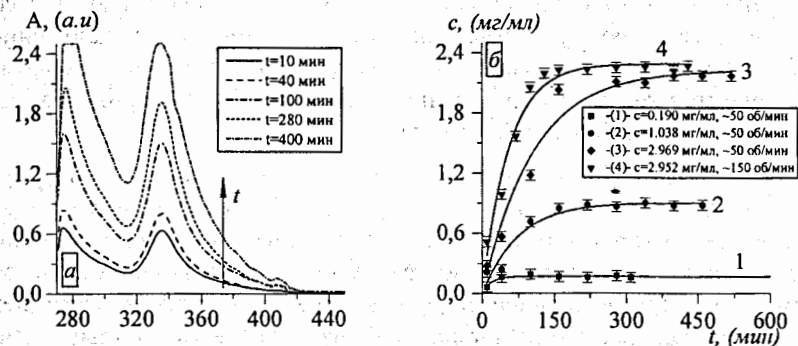 A, (а.и)
2,4
1,8
1,2
0,6
0,0
t=10 мин
t=40 мин
t=100 мин
t=280 мин
t=400 мин
t
а
280 320 360 400 440
с, (мг/мл)
2,4
1,8
1,2
0,6
0,0
б
4
3
-(1)- c=0.190 мг/мл, ~50 об/мин
-(2)- c=1.038 мг/мл, ~50 об/мин
-(3)- c=2.969 мг/мл, ~50 об/мин
-(4)- c=2.952 мг/мл, ~150 об/мин
2
1
0 150 300 450 600
t, (мин)